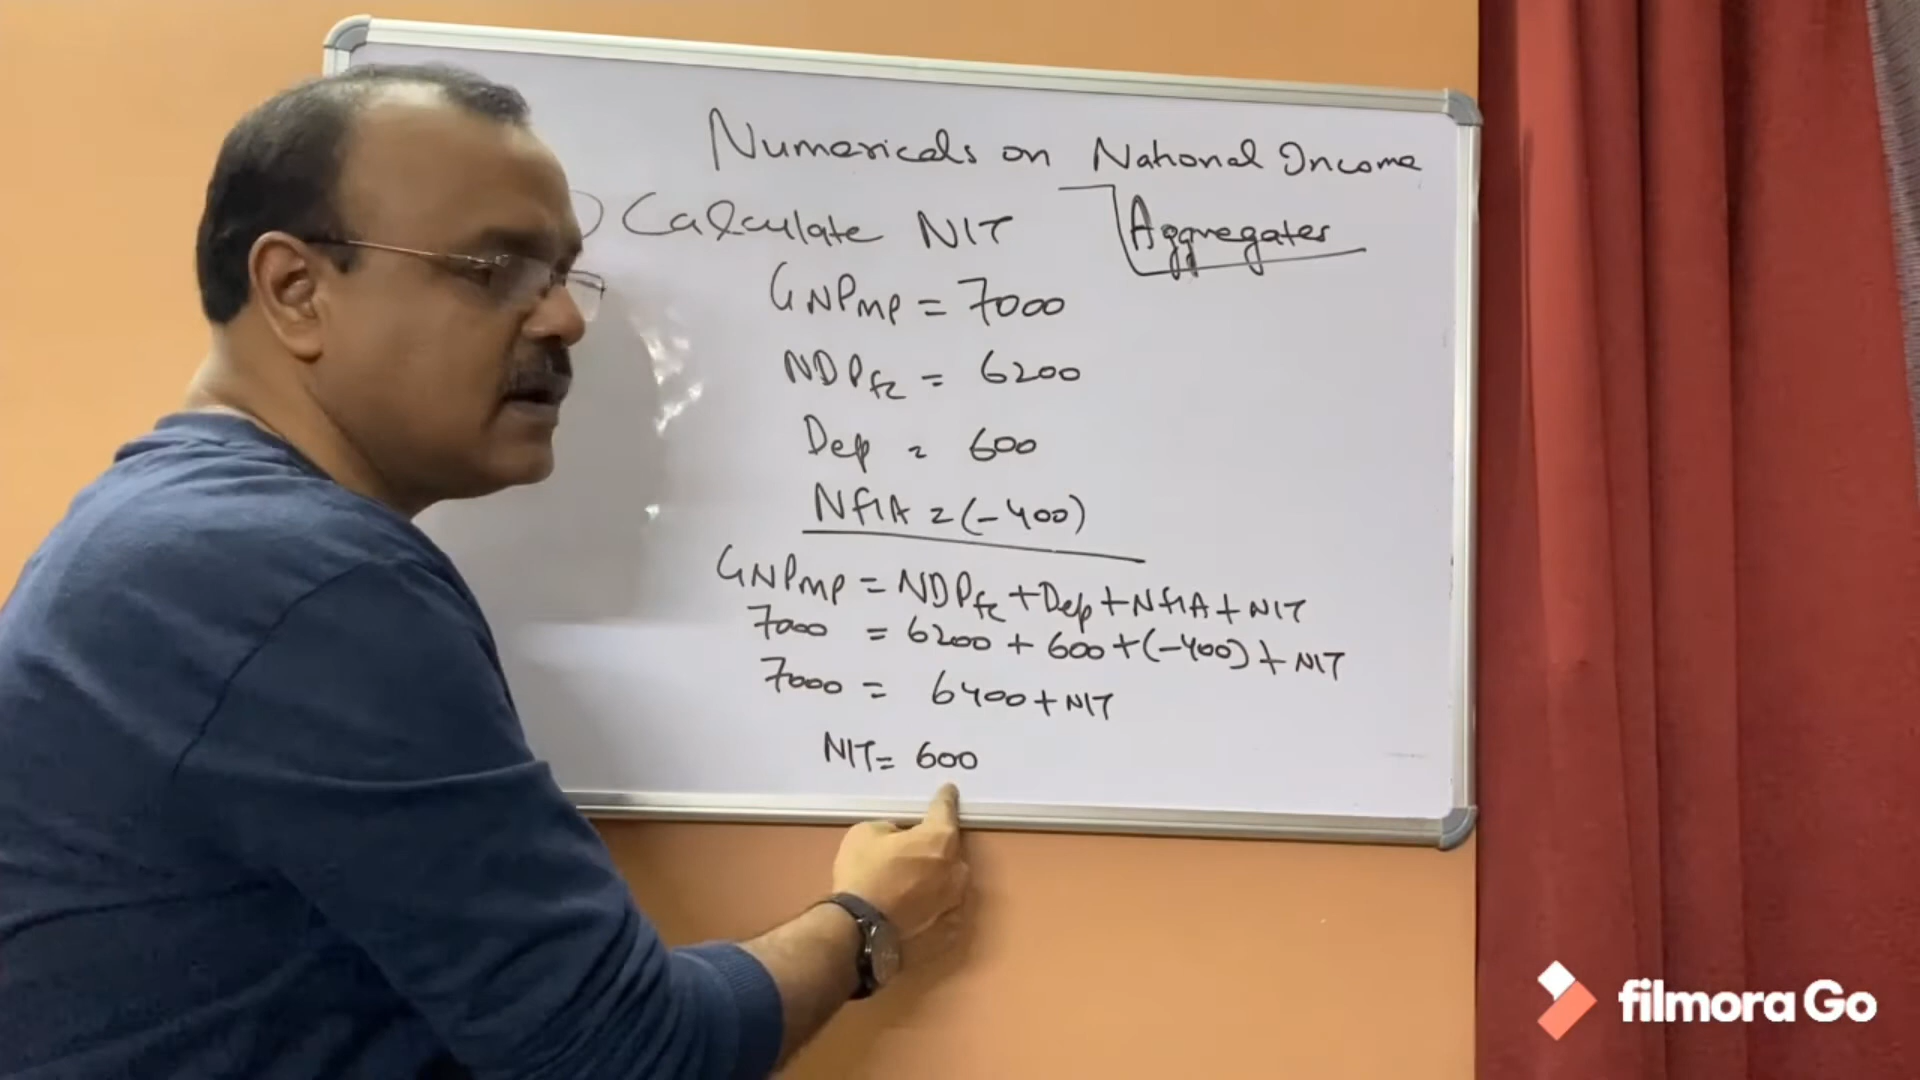 Numericals on National Income
Aggregates
) Calculate NIT
GNPmp = 7000
NDPfc = 6200
Dep = 600
NFIA = (-400)
GNPmp = NDPfc + Dep + NFIA + NIT
7000 = 6200 + 600 + (-400) + NIT
7000 = 6400 + NIT
NIT = 600
filmora Go